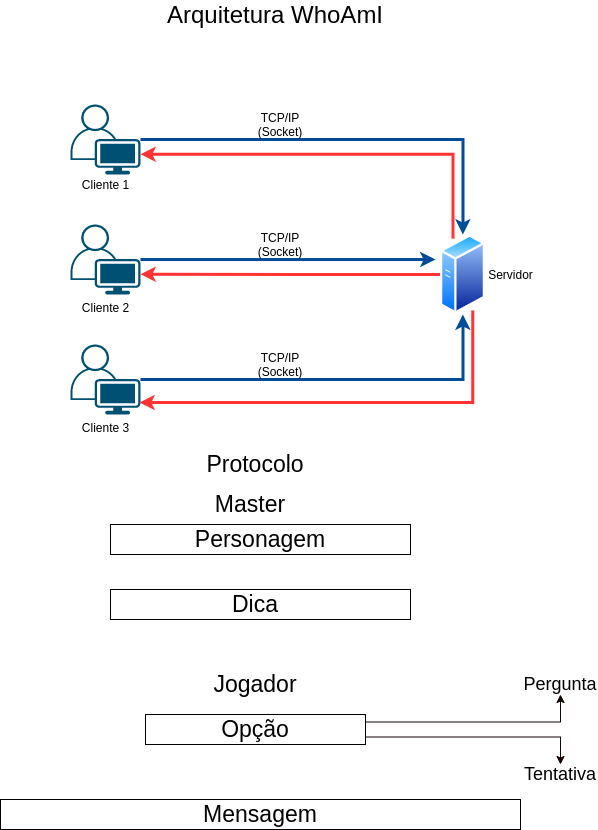 Arquitetura WhoAmI
TCP/IP
(Socket)
Cliente 1
TCP/IP
(Socket)
Servidor
Cliente 2
TCP/IP
(Socket)
Cliente 3
Protocolo
Master
Personagem
Dica
Jogador
Pergunta
Opção
Tentativa
Mensagem